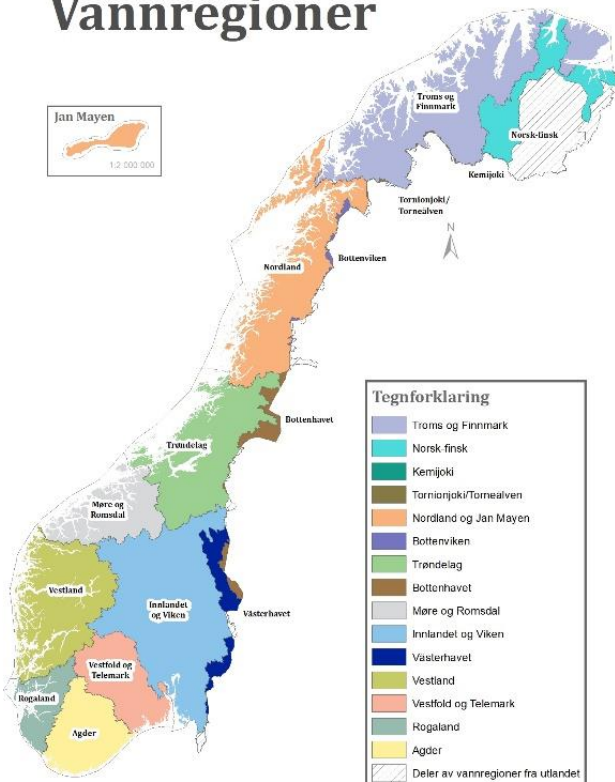 Vannregioner
Jan Mayen
1:2 000 000
Troms og
Finnmark
Norsk-finsk
Kemijoki
Tornionjoki/
Tornealven
N
Bottenviken
Nordland
Bottenhavet
Trøndelag
Møre og
Romsdal
Vestland
Innlandet
og Viken
Västerhavet
Vestfold og
Telemark
Rogaland
Agder
Tegnforklaring
Troms og Finnmark
Norsk-finsk
Kemijoki
Tornionjoki/Tornealven
Nordland og Jan Mayen
Bottenviken
Trøndelag
Bottenhavet
Møre og Romsdal
Innlandet og Viken
Västerhavet
Vestland
Vestfold og Telemark
Rogaland
Agder
Deler av vannregioner fra utlandet